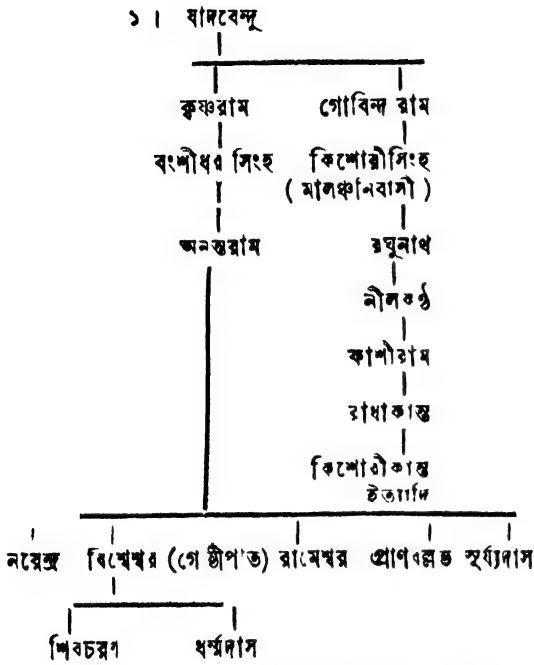 ১। যাদবেন্দু
কৃষ্ণরাম গোবিন্দ রাম
বংশীধর সিংহ কিশোরীসিংহ
( মালঞ্চনিবাসী )
অনন্তরাম রঘুনাথ
নীলকণ্ঠ
কাশীরাম
রাধাকান্ত
কিশোরীকান্ত
ইত্যাদি
নরেন্দ্র বিশ্বেশ্বর (গোষ্ঠীপতি) রামেশ্বর প্রাণবল্লভ সূর্য্যদাস
শিবচরণ ধর্ম্মদাস